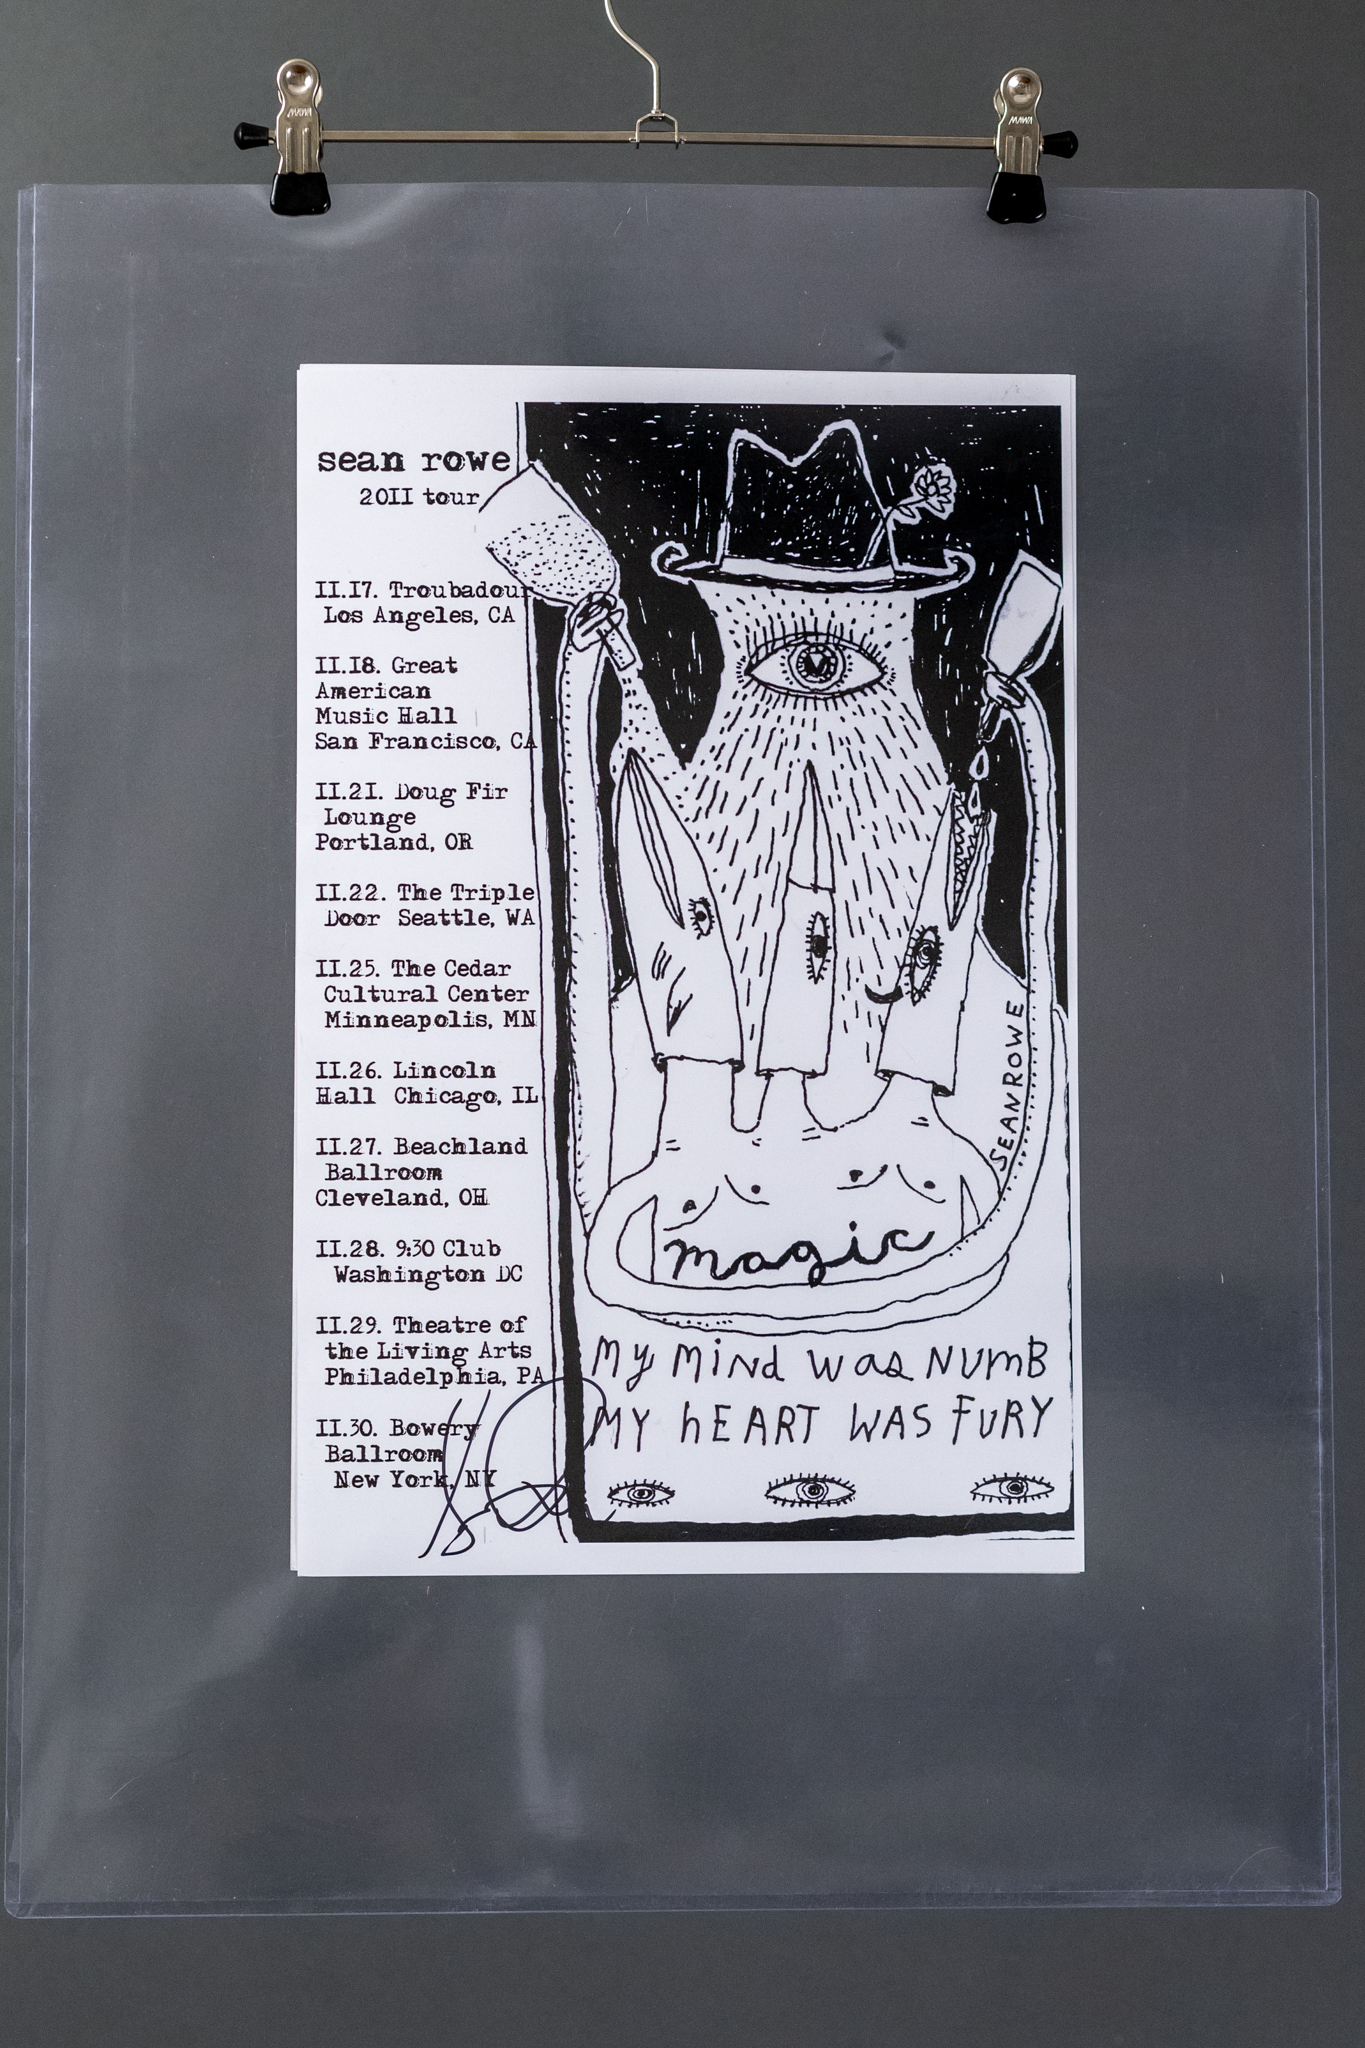 MAWA
MAWA
sean rowe
2011 tour
11.17. Troubadour
Los Angeles, CA
11.18. Great
American
Music Hall
San Francisco, CA
11.21. Doug Fir
Lounge
Portland, OR
11.22. The Triple
Door Seattle, WA
11.25. The Cedar
Cultural Center
Minneapolis, MN
11.26. Lincoln
Hall Chicago, IL
11.27. Beachland
Ballroom
Cleveland, OH
11.28. 9:30 Club
Washington DC
11.29. Theatre of
the Living Arts
Philadelphia, PA
11.30. Bowery
Ballroom
New York, NY
SEAN ROWE
magic
My MiNd was NumB
MY hEART WAS FURY